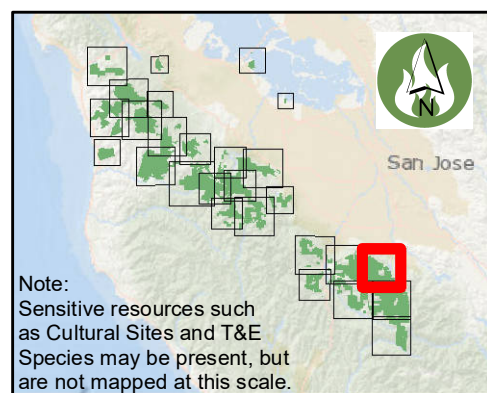 N
San Jose
Note:
Sensitive resources such
as Cultural Sites and T&E
Species may be present, but
are not mapped at this scale.